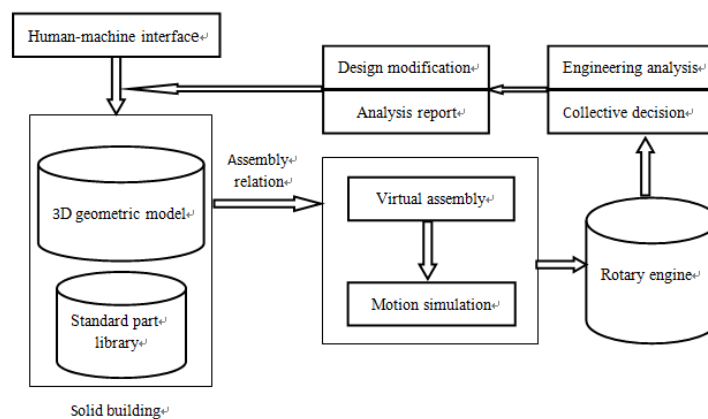 Human-machine interface
Design modification
Analysis report
Engineering analysis
Collective decision
Assembly
relation
3D geometric model
Standard part
library
Solid building
Virtual assembly
Motion simulation
Rotary engine